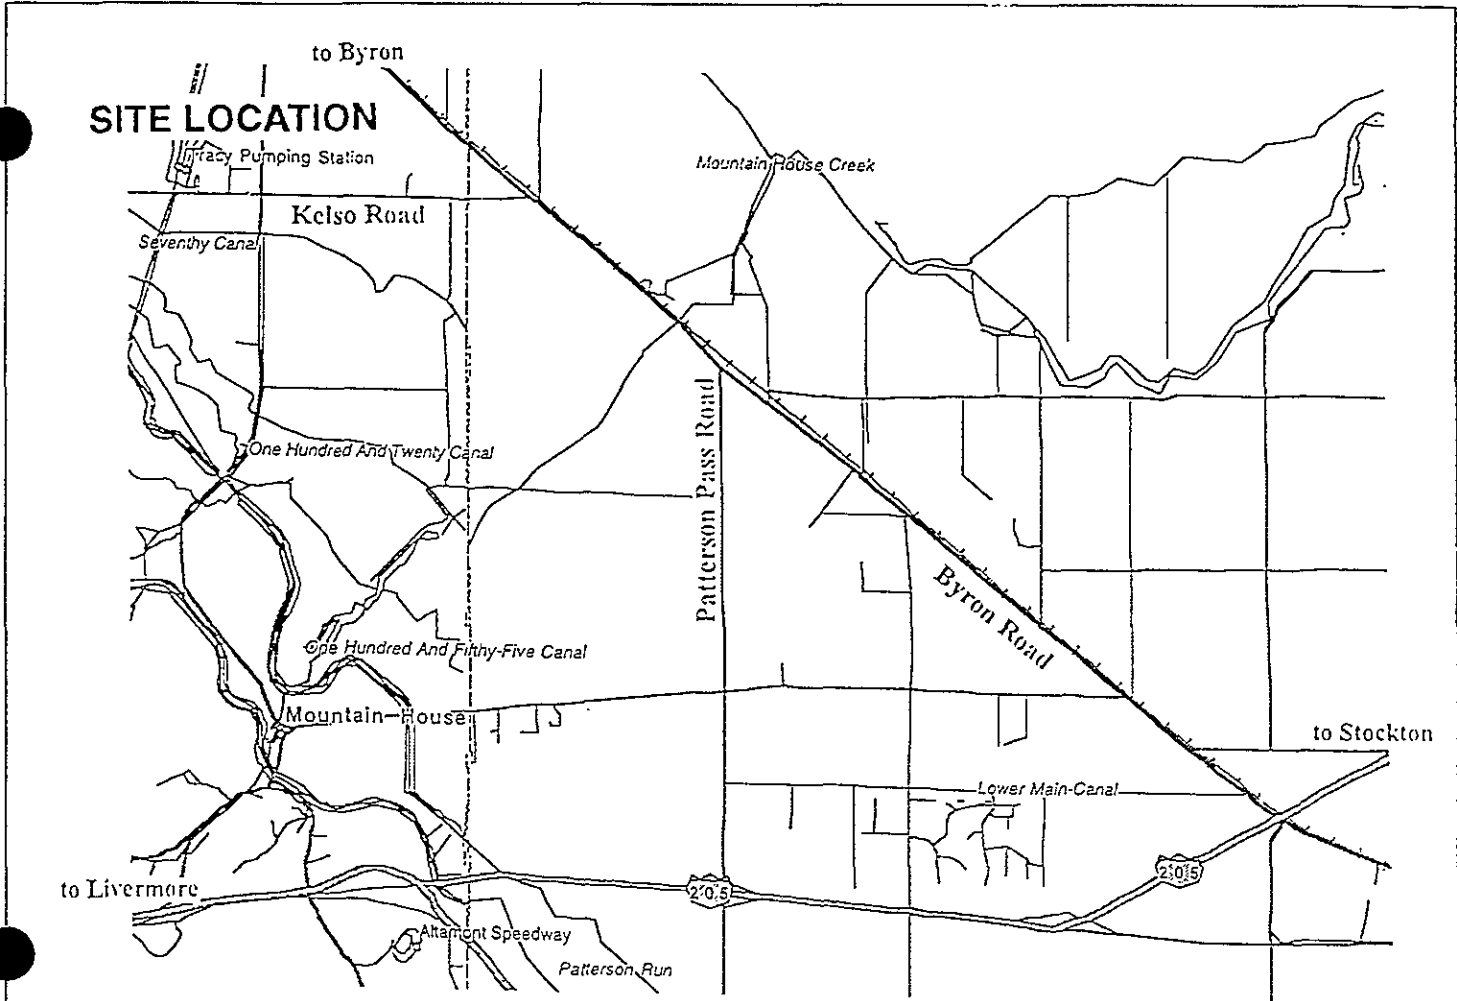 to Byron
SITE LOCATION
Tracy Pumping Station
Mountain House Creek
Kelso Road
Seventhy Canal
Patterson Pass Road
One Hundred And Twenty Canal
Byron Road
One Hundred And Fifthy-Five Canal
Mountain House
to Stockton
Lower Main Canal
205
to Livermore
205
Altamont Speedway
Patterson Run